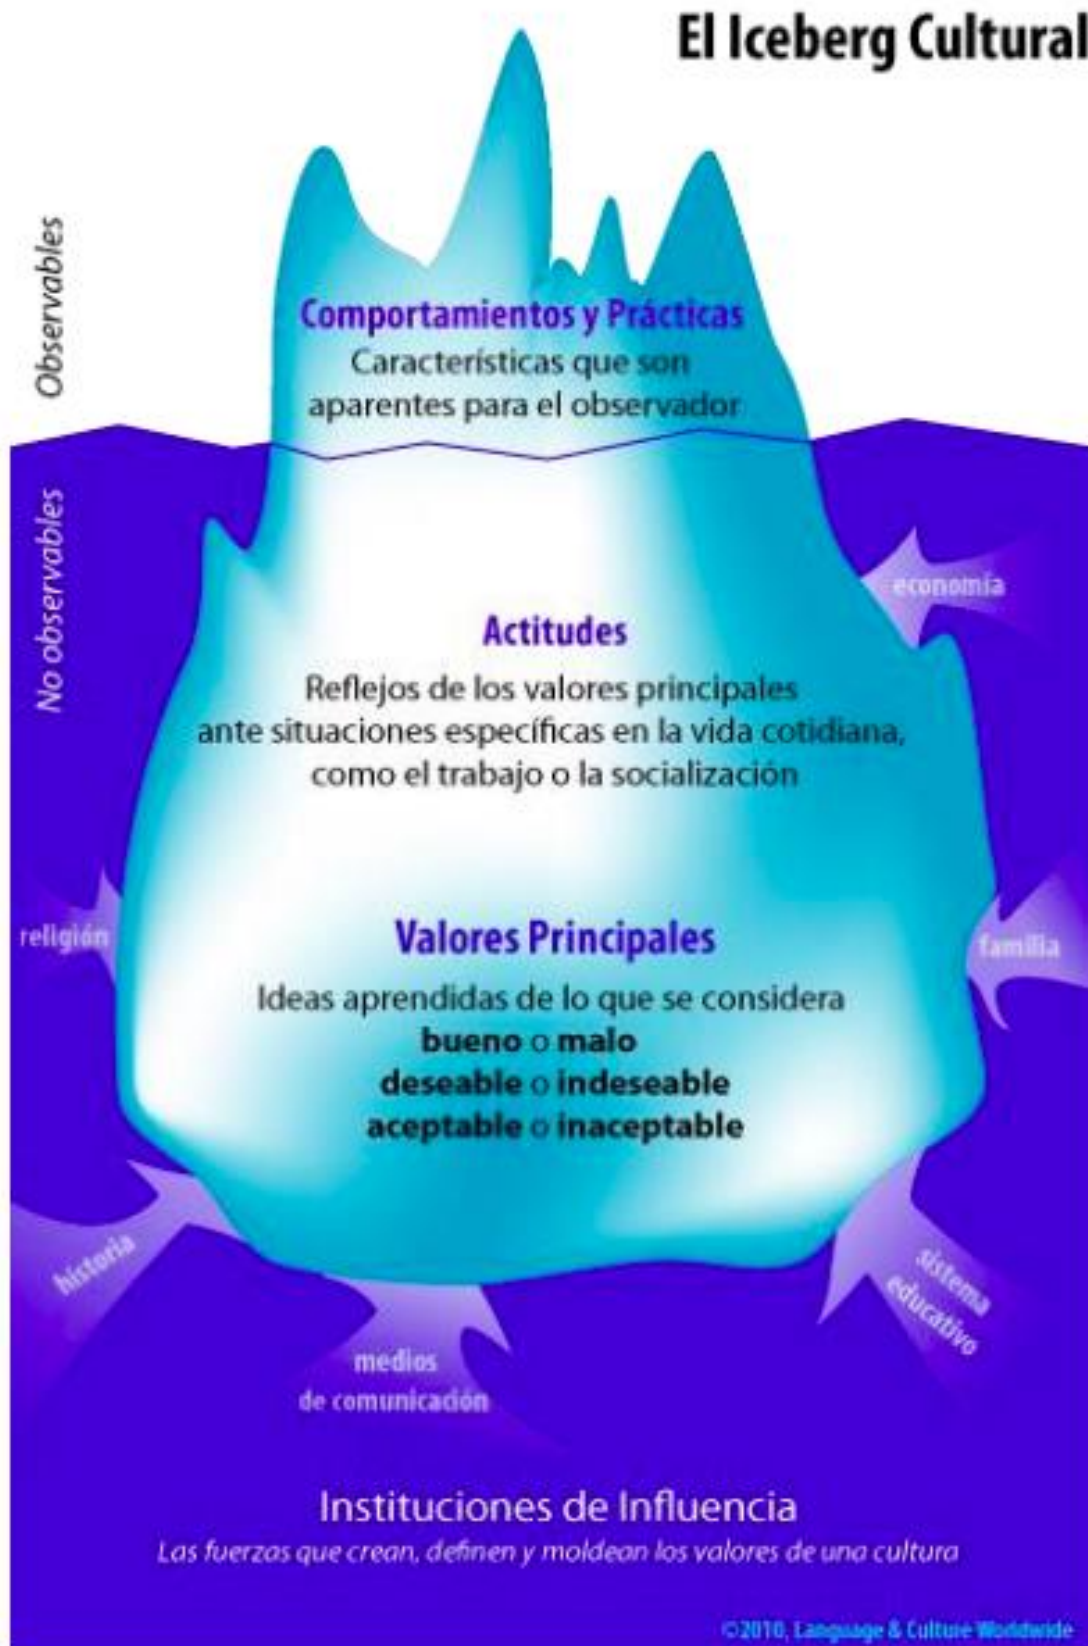 El Iceberg Cultural
Observables
Comportamientos y Prácticas
Características que son
aparentes para el observador
No observables
economía
Actitudes
Reflejos de los valores principales
ante situaciones específicas en la vida cotidiana,
como el trabajo o la socialización
religión
familia
Valores Principales
Ideas aprendidas de lo que se considera
bueno o malo
deseable o indeseable
aceptable o inaceptable
historia
sistema
educativo
medios
de comunicación
Instituciones de Influencia
Las fuerzas que crean, definen y moldean los valores de una cultura
©2010, Language & Culture Worldwide